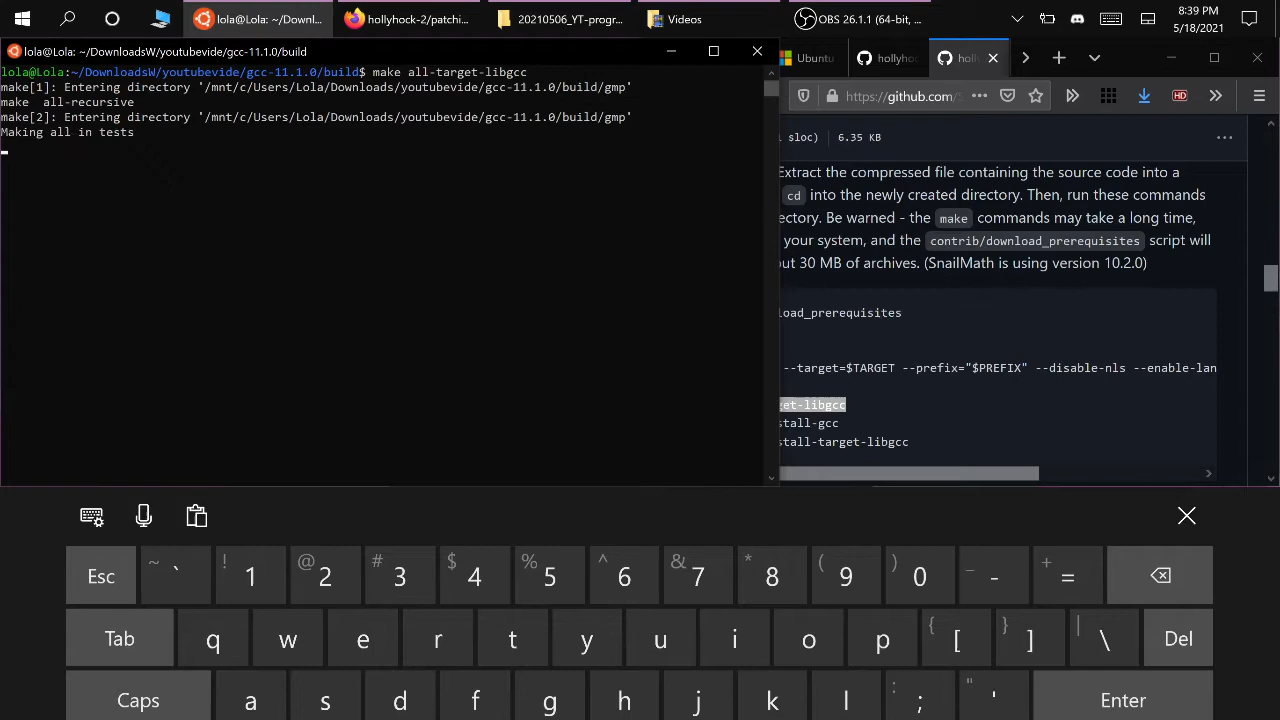 lola@Lola: ~/Downl...
hollyhock-2/patchi...
20210506_YT-progr...
Videos
OBS 26.1.1 (64-bit, ...
8:39 PM
5/18/2021
lola@Lola: ~/DownloadsW/youtubevide/gcc-11.1.0/build
Ubuntu
hollyhoc
holly
https://github.com/
HD
lola@Lola:~/DownloadsW/youtubevide/gcc-11.1.0/build$ make all-target-libgcc
make[1]: Entering directory '/mnt/c/Users/Lola/Downloads/youtubevide/gcc-11.1.0/build/gmp'
make  all-recursive
make[2]: Entering directory '/mnt/c/Users/Lola/Downloads/youtubevide/gcc-11.1.0/build/gmp'
Making all in tests
sloc)
6.35 KB
Extract the compressed file containing the source code into a
cd into the newly created directory. Then, run these commands
ectory. Be warned - the make commands may take a long time,
your system, and the contrib/download_prerequisites script will
out 30 MB of archives. (SnailMath is using version 10.2.0)
load_prerequisites
--target=$TARGET --prefix="$PREFIX" --disable-nls --enable-lan
get-libgcc
stall-gcc
stall-target-libgcc
Esc ~ ` ! 1 @ 2 # 3 $ 4 % 5 ^ 6 & 7 * 8 ( 9 ) 0 _ - + =
Tab q w e r t y u i o p { [ } ] | \ Del
Caps a s d f g h j k l : ; " ' Enter